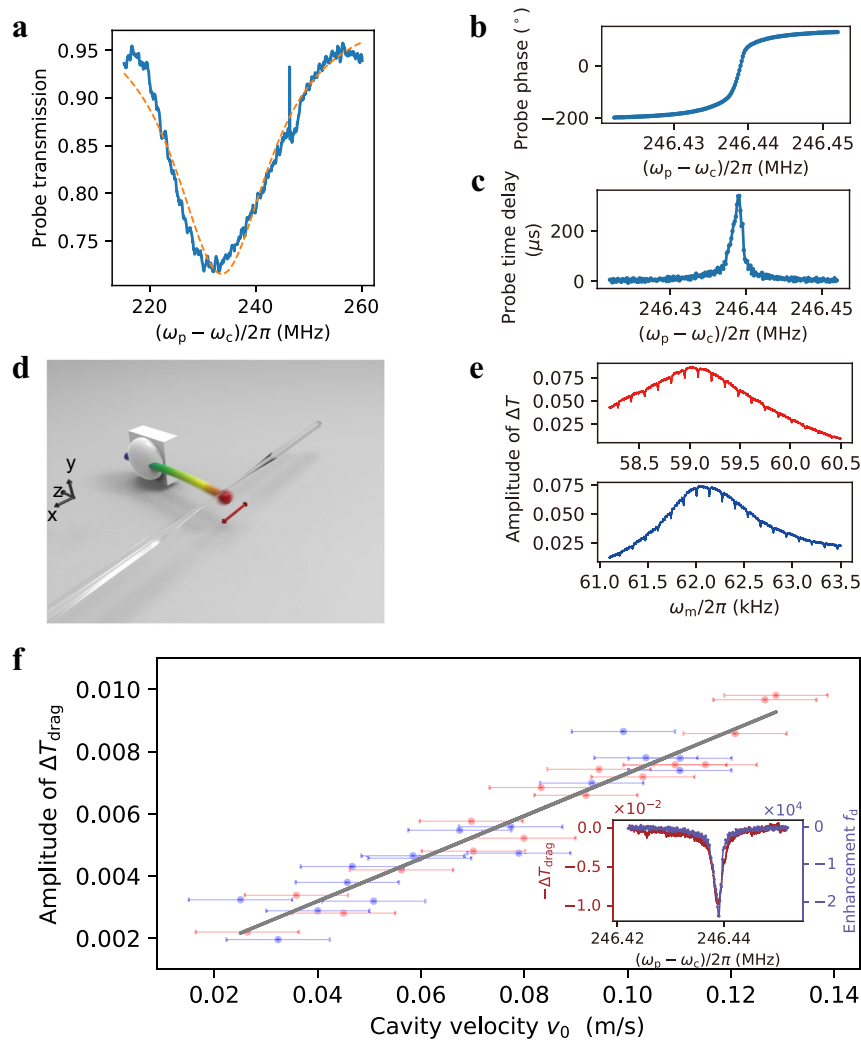 a
0.95
0.90
0.85
0.80
0.75
Probe transmission
220
240
260
(ωp − ωc)/2π (MHz)
b
Probe phase (°)
0
−200
246.43
246.44
246.45
(ωp − ωc)/2π (MHz)
c
Probe time delay
(μs)
200
0
246.43
246.44
246.45
(ωp − ωc)/2π (MHz)
d
y
z
x
e
Amplitude of ΔT
0.075
0.050
0.025
58.5
59.0
59.5
60.0
60.5
0.075
0.050
0.025
61.0
61.5
62.0
62.5
63.0
63.5
ωm/2π (kHz)
f
Amplitude of ΔTdrag
0.010
0.008
0.006
0.004
0.002
0.02
0.04
0.06
0.08
0.10
0.12
0.14
Cavity velocity v0 (m/s)
×10−2
×104
−ΔTdrag
0.0
−0.5
−1.0
0
−1
−2
Enhancement fd
246.42
246.44
(ωp − ωc)/2π (MHz)